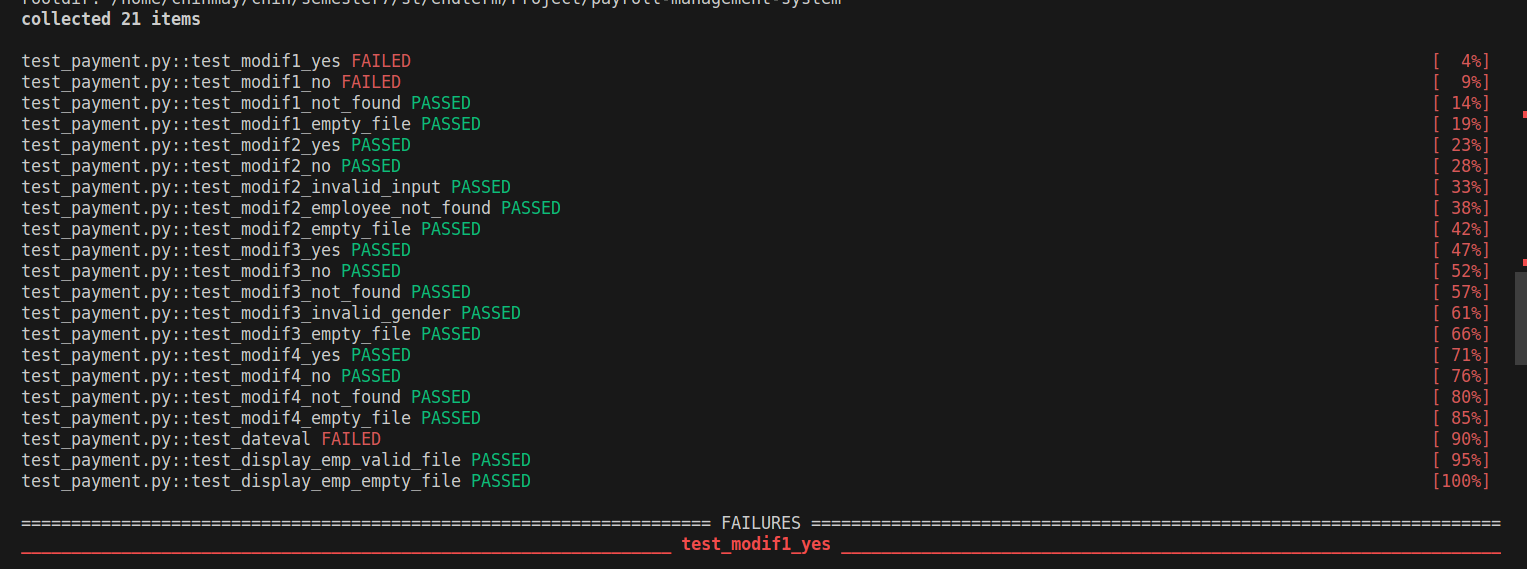 rootdir: /home/chinmay/chin/semester7/st/endterm/Project/payroll-management-system
collected 21 items
test_payment.py::test_modif1_yes FAILED [  4%]
test_payment.py::test_modif1_no FAILED [  9%]
test_payment.py::test_modif1_not_found PASSED [ 14%]
test_payment.py::test_modif1_empty_file PASSED [ 19%]
test_payment.py::test_modif2_yes PASSED [ 23%]
test_payment.py::test_modif2_no PASSED [ 28%]
test_payment.py::test_modif2_invalid_input PASSED [ 33%]
test_payment.py::test_modif2_employee_not_found PASSED [ 38%]
test_payment.py::test_modif2_empty_file PASSED [ 42%]
test_payment.py::test_modif3_yes PASSED [ 47%]
test_payment.py::test_modif3_no PASSED [ 52%]
test_payment.py::test_modif3_not_found PASSED [ 57%]
test_payment.py::test_modif3_invalid_gender PASSED [ 61%]
test_payment.py::test_modif3_empty_file PASSED [ 66%]
test_payment.py::test_modif4_yes PASSED [ 71%]
test_payment.py::test_modif4_no PASSED [ 76%]
test_payment.py::test_modif4_not_found PASSED [ 80%]
test_payment.py::test_modif4_empty_file PASSED [ 85%]
test_payment.py::test_dateval FAILED [ 90%]
test_payment.py::test_display_emp_valid_file PASSED [ 95%]
test_payment.py::test_display_emp_empty_file PASSED [100%]
===================================================================== FAILURES =====================================================================
_________________________________________________________________ test_modif1_yes __________________________________________________________________